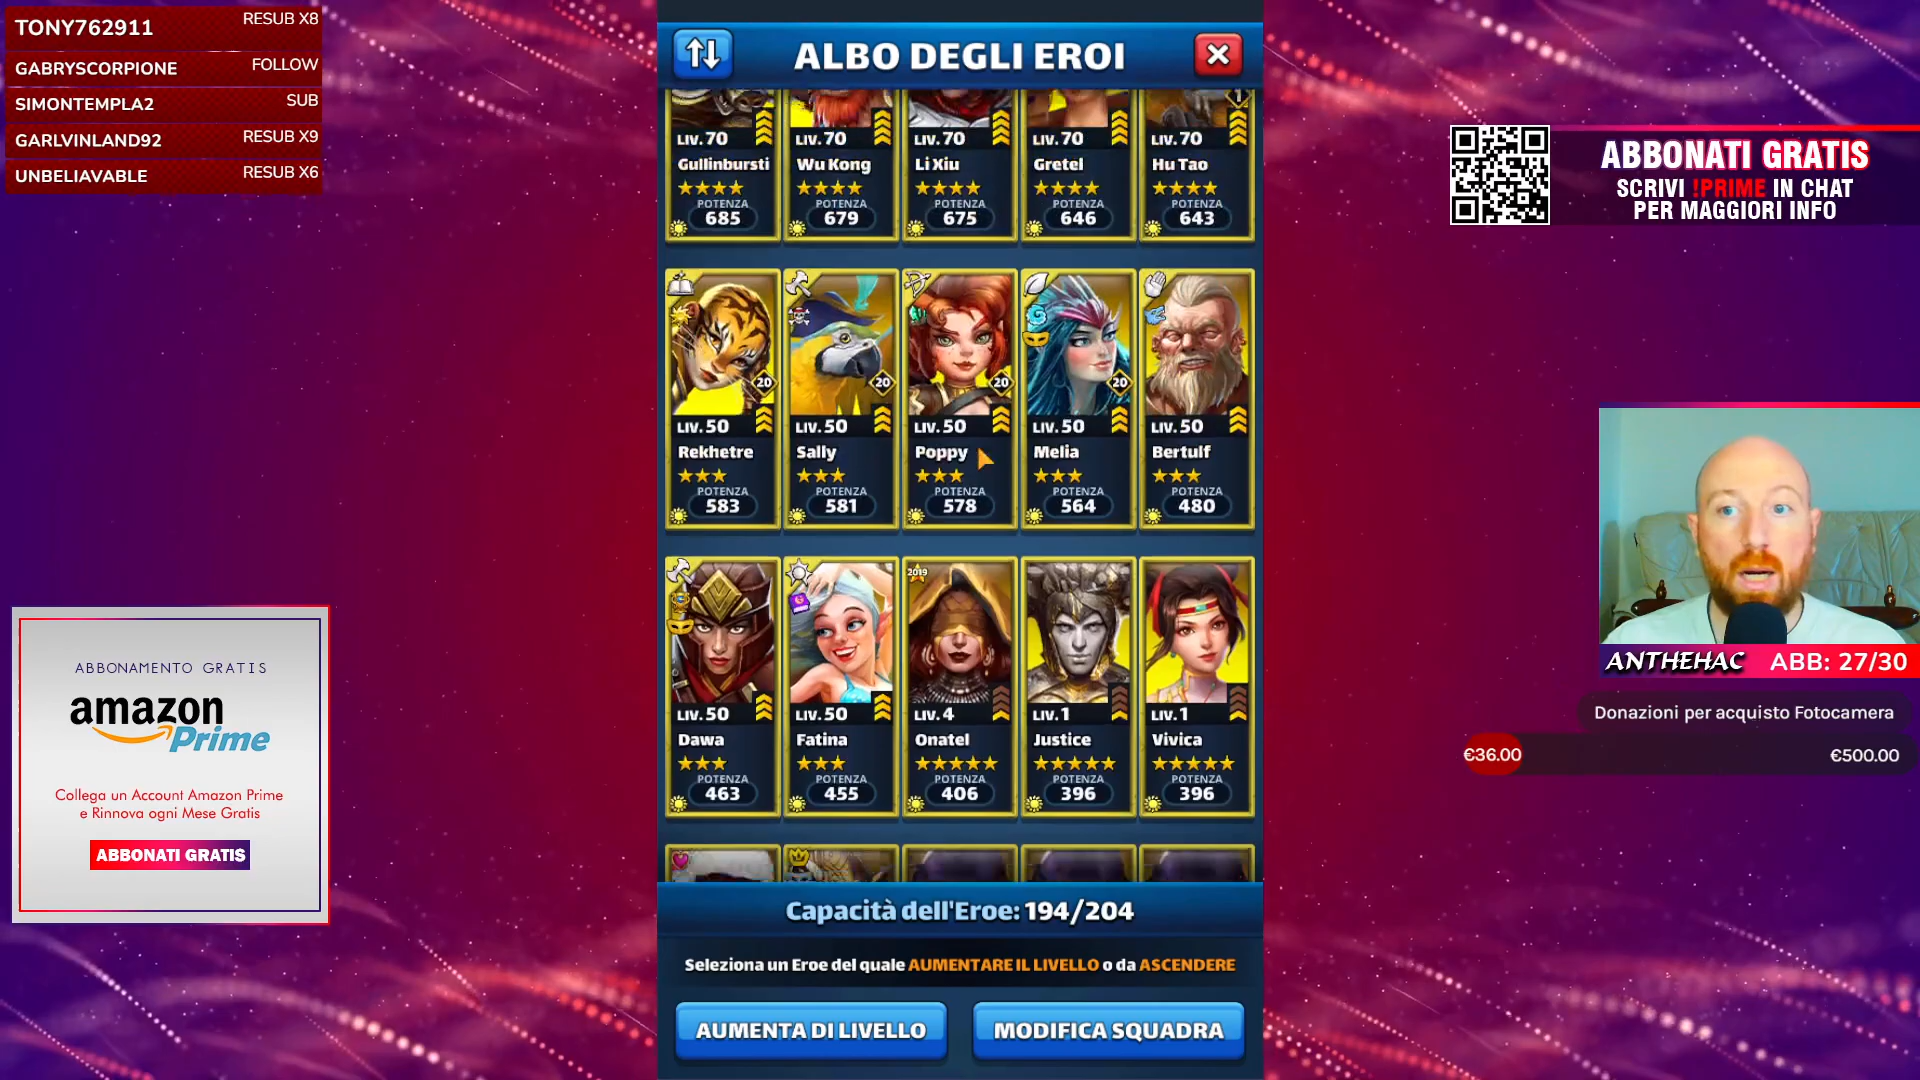 TONY762911 RESUB X8
GABRYSCORPIONE FOLLOW
SIMONTEMPLA2 SUB
GARLVINLAND92 RESUB X9
UNBELIAVABLE RESUB X6
ALBO DEGLI EROI
LIV.70 LIV.70 LIV.70 LIV.70 LIV.70
1
Gullinbursti Wu Kong Li Xiu Gretel Hu Tao
POTENZA POTENZA POTENZA POTENZA POTENZA
685 679 675 646 643
20 20 20 20
LIV.50 LIV.50 LIV.50 LIV.50 LIV.50
Rekhetre Sally Poppy Melia Bertulf
POTENZA POTENZA POTENZA POTENZA POTENZA
583 581 578 564 480
2019
LIV.50 LIV.50 LIV.4 LIV.1 LIV.1
Dawa Fatina Onatel Justice Vivica
POTENZA POTENZA POTENZA POTENZA POTENZA
463 455 406 396 396
Capacità dell'Eroe: 194/204
Seleziona un Eroe del quale AUMENTARE IL LIVELLO o da ASCENDERE
AUMENTA DI LIVELLO MODIFICA SQUADRA
ABBONATI GRATIS
SCRIVI !PRIME IN CHAT
PER MAGGIORI INFO
ANTHEHAC ABB: 27/30
Donazioni per acquisto Fotocamera
€36.00 €500.00
ABBONAMENTO GRATIS
amazon
Prime
Collega un Account Amazon Prime
e Rinnova ogni Mese Gratis
ABBONATI GRATIS